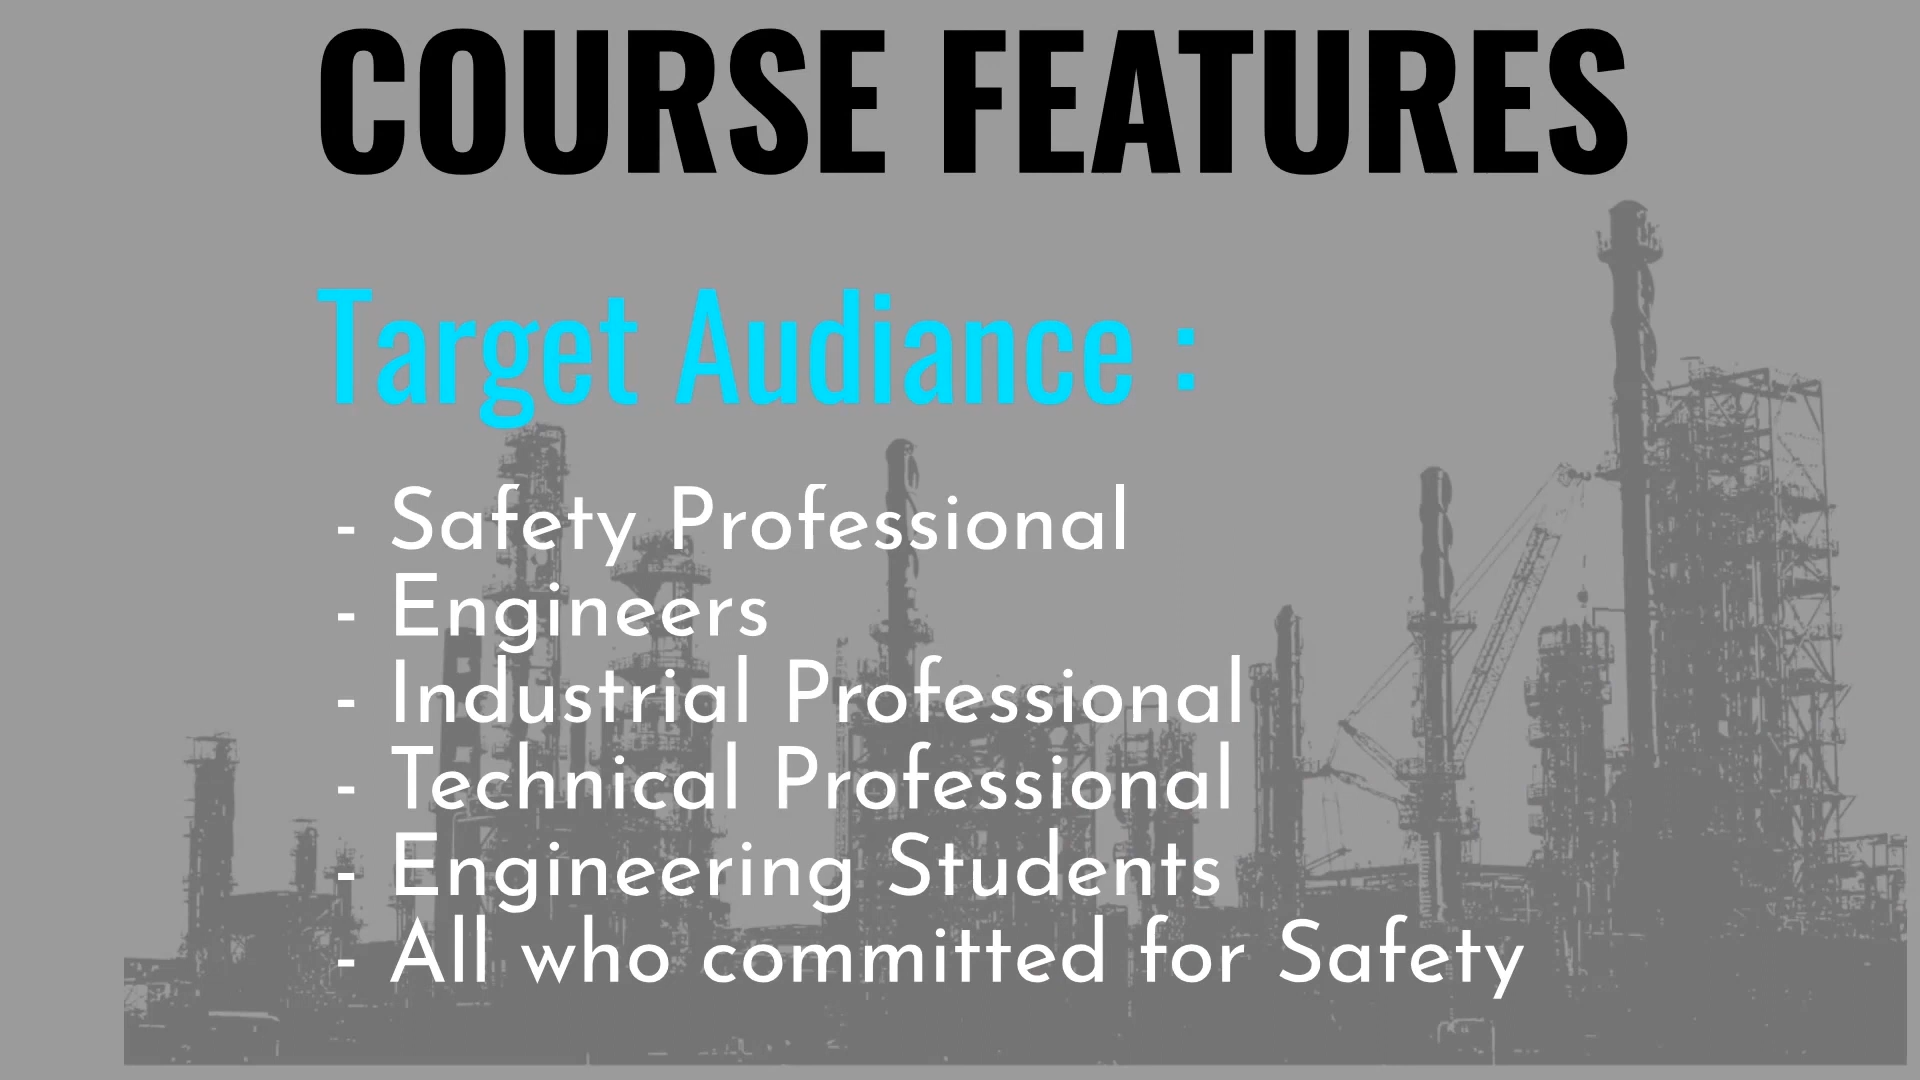 COURSE FEATURES
Target Audiance :
- Safety Professional
- Engineers
- Industrial Professional
- Technical Professional
- Engineering Students
- All who committed for Safety